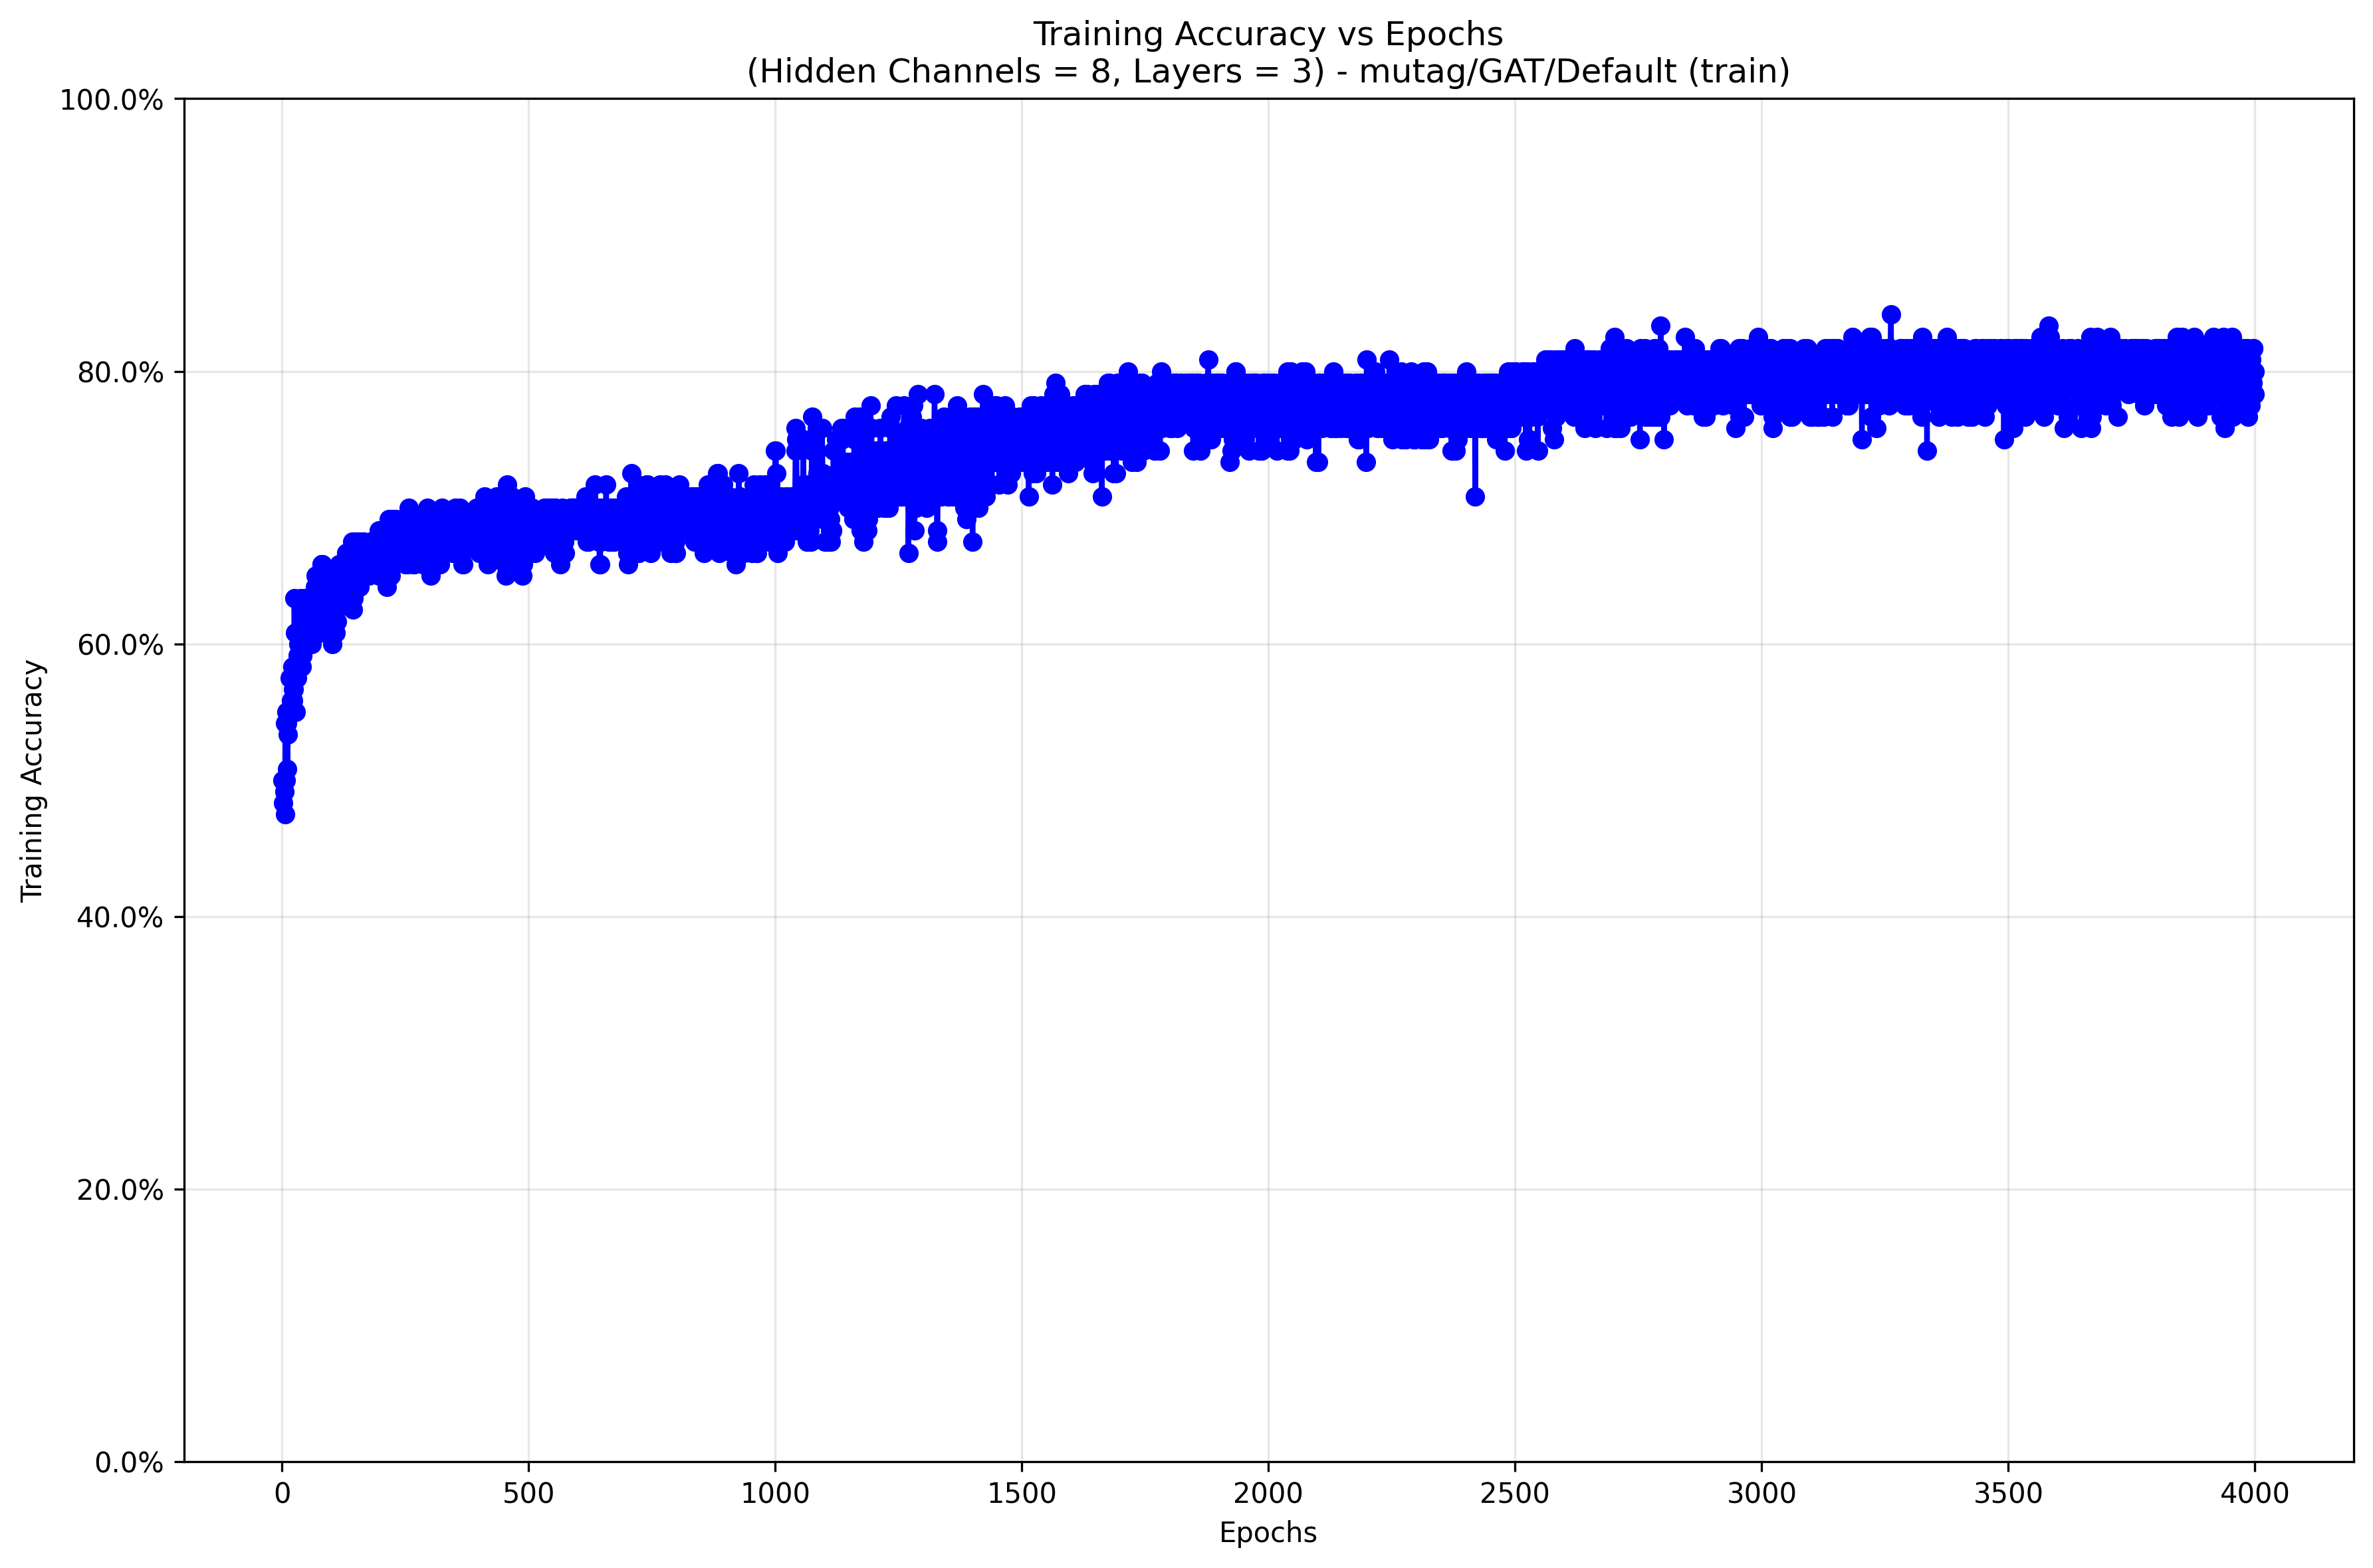 Training Accuracy vs Epochs
(Hidden Channels = 8, Layers = 3) - mutag/GAT/Default (train)
100.0%
80.0%
60.0%
40.0%
20.0%
0.0%
Training Accuracy
0 500 1000 1500 2000 2500 3000 3500 4000
Epochs